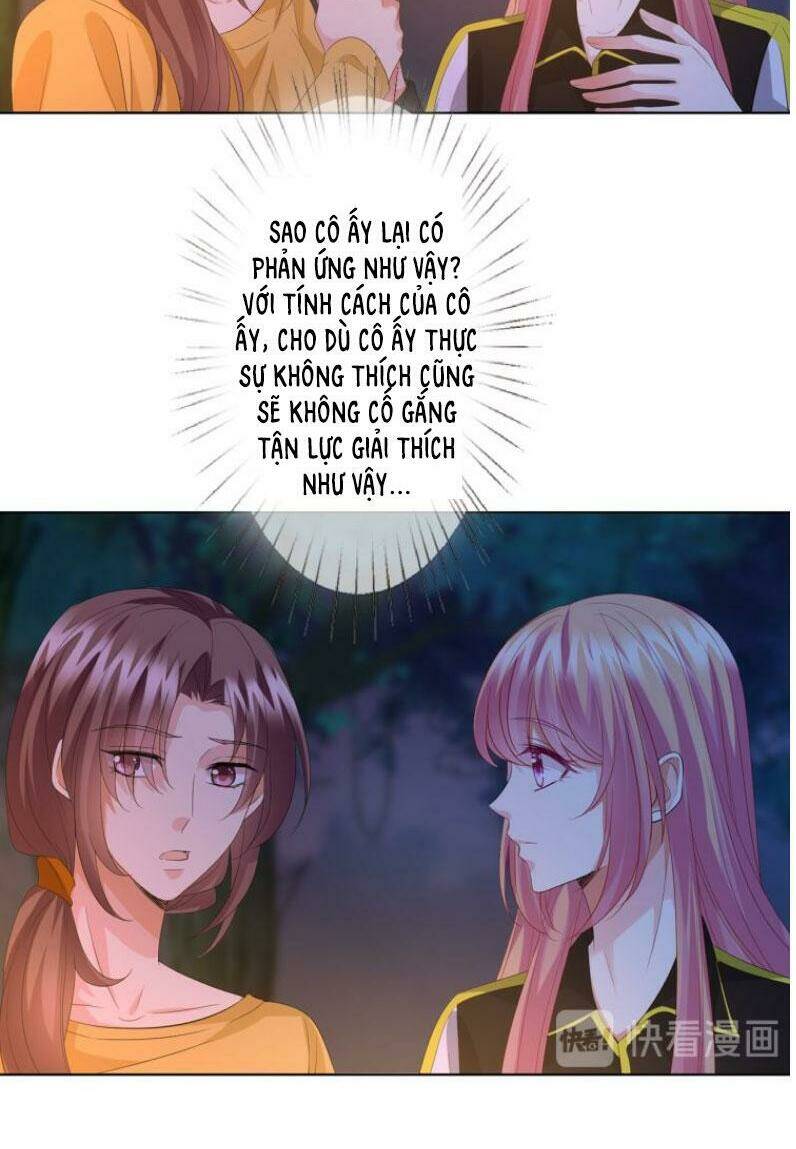 SAO CÔ ẤY LẠI CÓ
PHẢN ỨNG NHƯ VẬY?
VỚI TÍNH CÁCH CỦA CÔ
ẤY, CHO DÙ CÔ ẤY THỰC
SỰ KHÔNG THÍCH CŨNG
SẼ KHÔNG CỐ GẮNG
TẬN LỰC GIẢI THÍCH
NHƯ VẬY...
快看 快看漫画